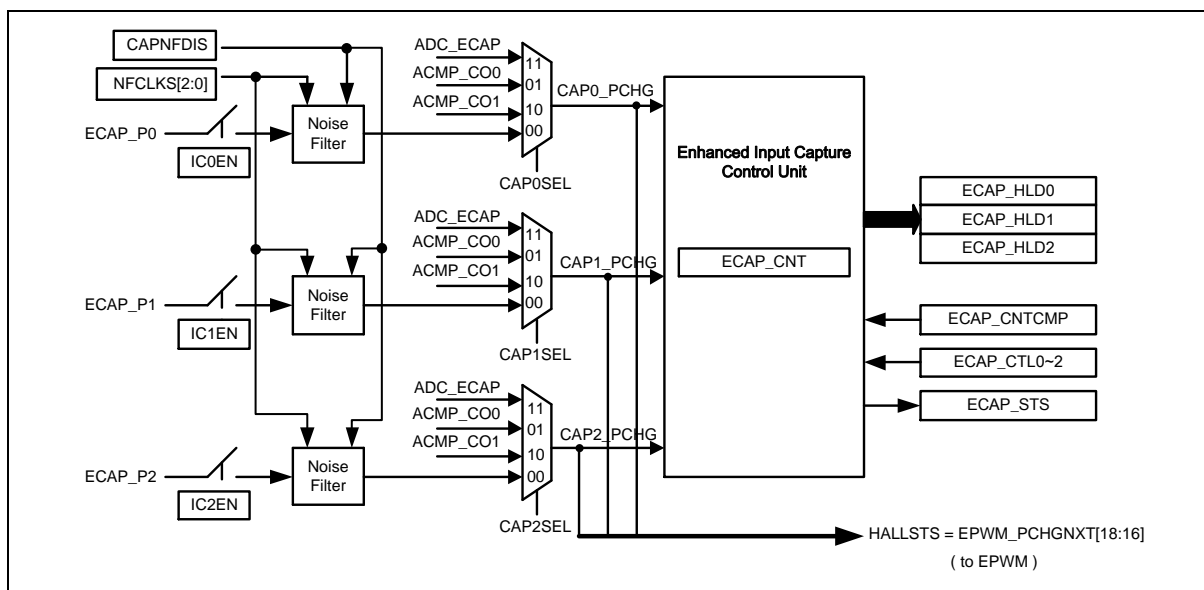 CAPNFDIS
NFCLKS[2:0]
ECAP_P0
IC0EN
Noise
Filter
ADC_ECAP
ACMP_CO0
ACMP_CO1
11
01
10
00
CAP0SEL
CAP0_PCHG
ECAP_P1
IC1EN
Noise
Filter
ADC_ECAP
ACMP_CO0
ACMP_CO1
11
01
10
00
CAP1SEL
CAP1_PCHG
ECAP_P2
IC2EN
Noise
Filter
ADC_ECAP
ACMP_CO0
ACMP_CO1
11
01
10
00
CAP2SEL
CAP2_PCHG
Enhanced Input Capture
Control Unit
ECAP_CNT
ECAP_HLD0
ECAP_HLD1
ECAP_HLD2
ECAP_CNTCMP
ECAP_CTL0~2
ECAP_STS
HALLSTS = EPWM_PCHGNXT[18:16]
( to EPWM )